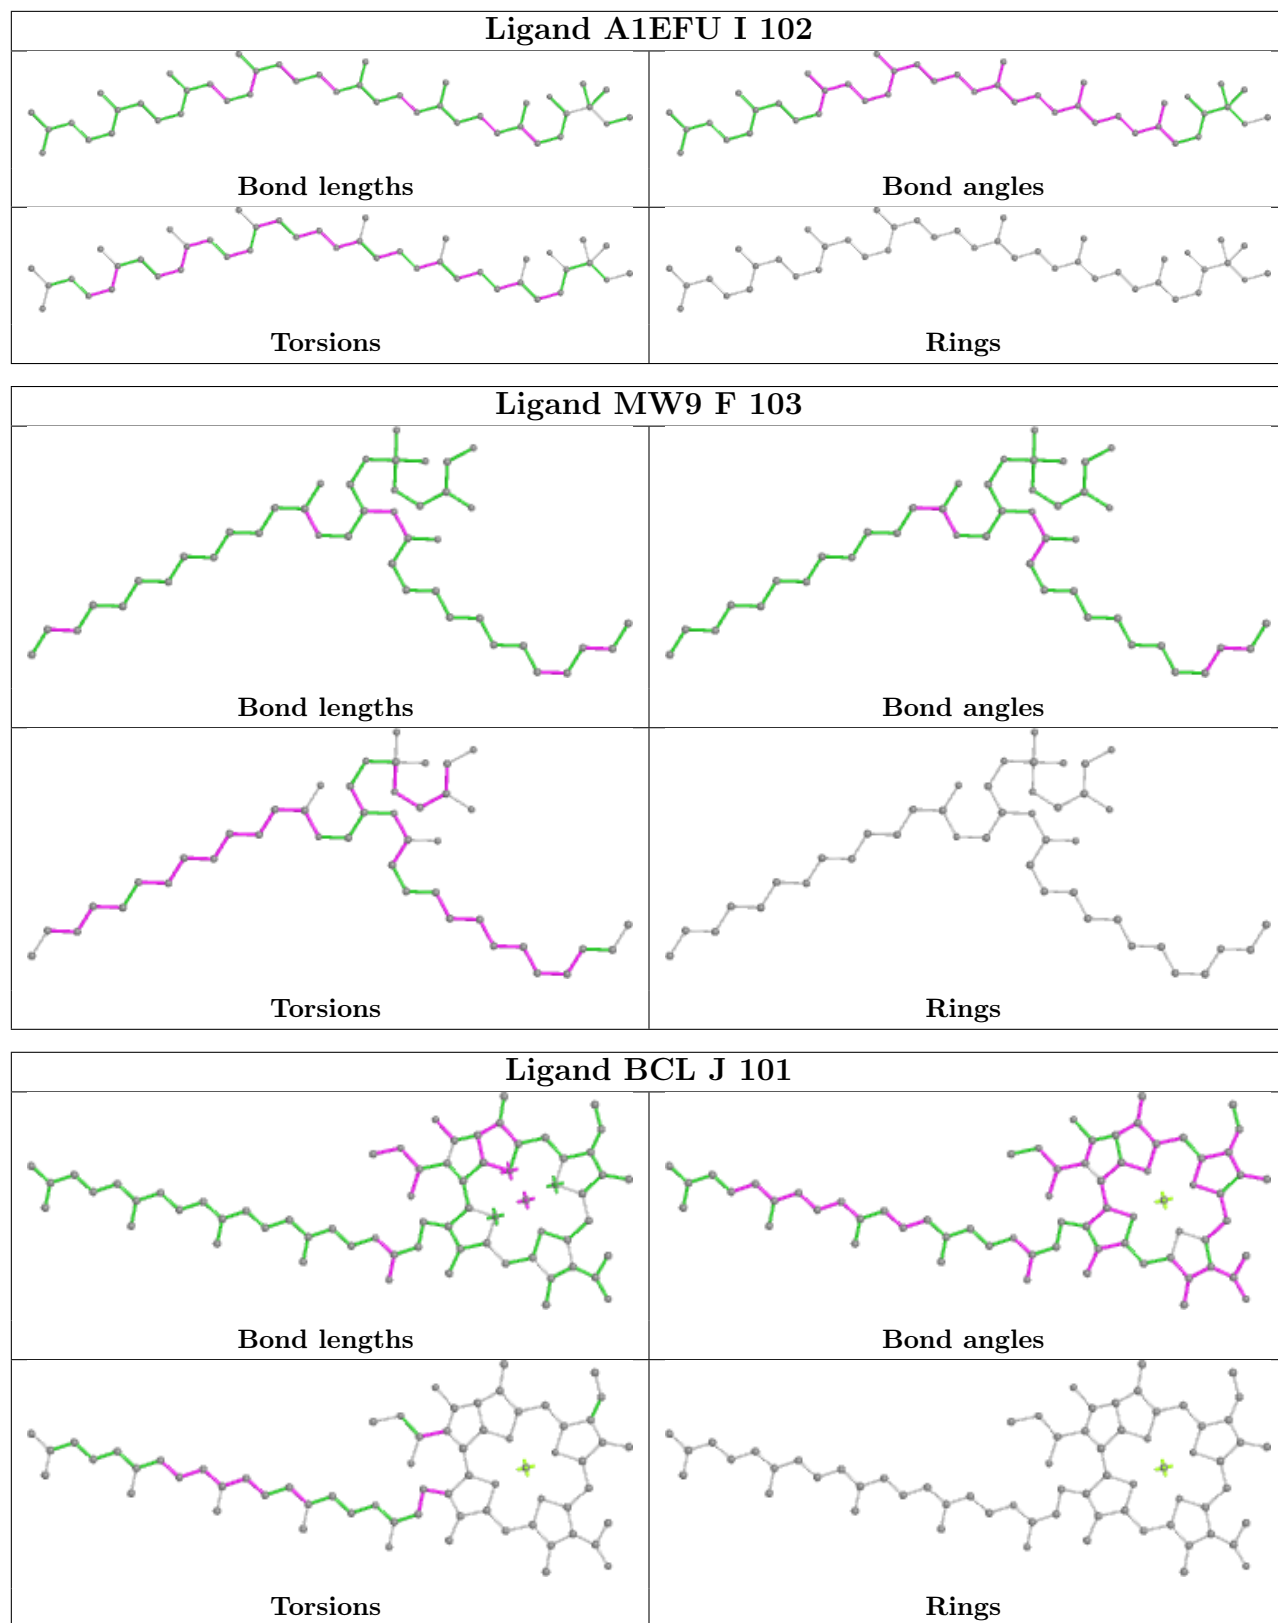 Ligand A1EFU I 102
Bond lengths
Bond angles
Torsions
Rings
Ligand MW9 F 103
Bond lengths
Bond angles
Torsions
Rings
Ligand BCL J 101
Bond lengths
Bond angles
Torsions
Rings